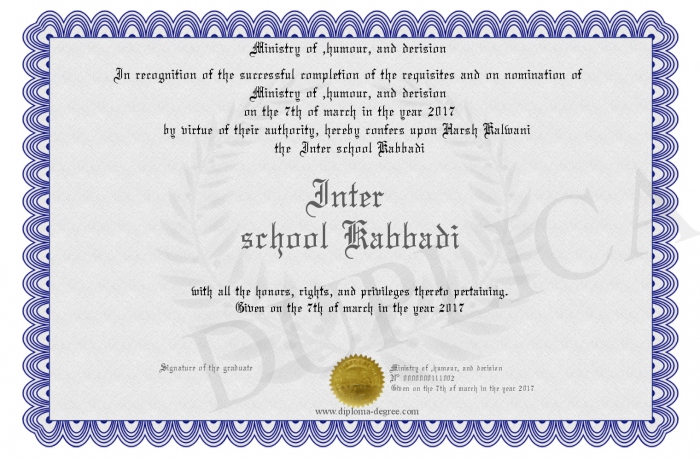 Ministry of ,humour, and derision
In recognition of the successful completion of the requisites and on nomination of
Ministry of ,humour, and derision
on the 7th of march in the year 2017
by virtue of their authority, hereby confers upon Harsh Kalwani
the Inter school Kabbadi
Inter
school Kabbadi
with all the honors, rights, and privileges thereto pertaining.
Given on the 7th of march in the year 2017
DUPLICA
Signature of the graduate
Ministry of ,humour, and derision
N° 0000000111002
Given on the 7th of march in the year 2017
www.diploma-degree.com